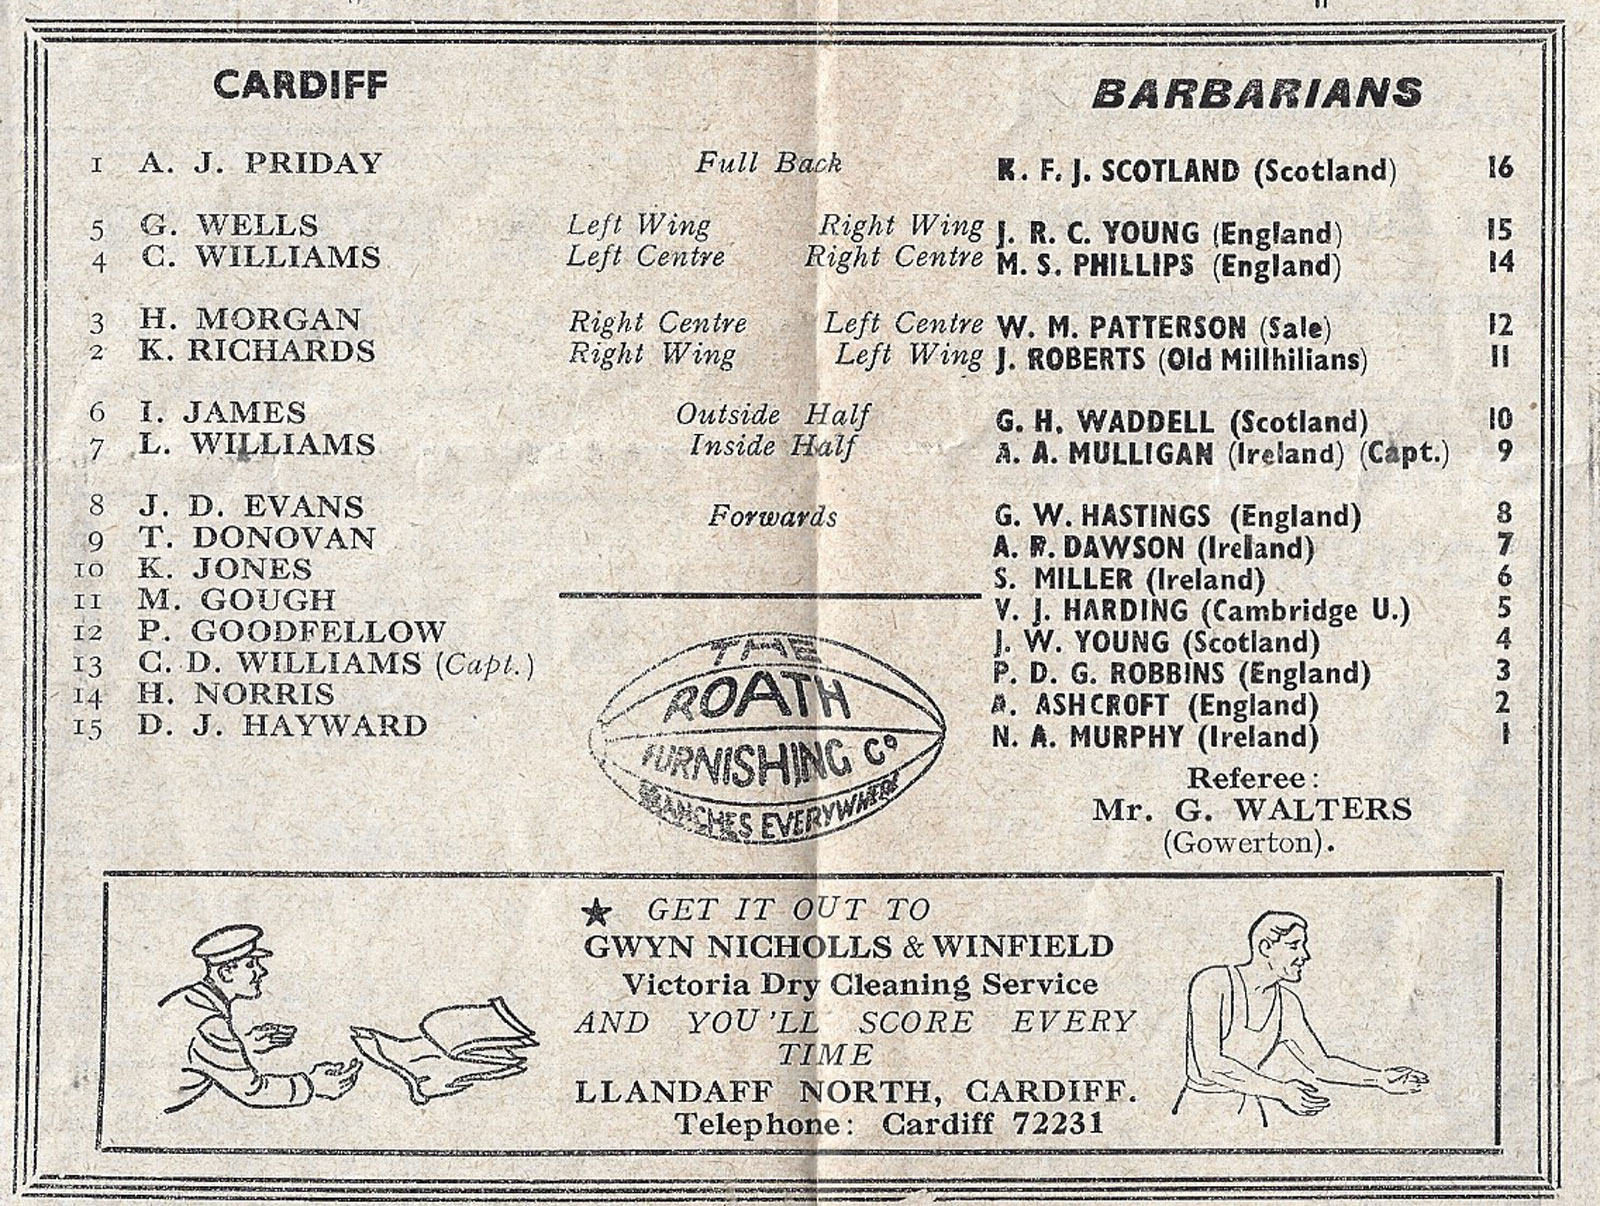 CARDIFF BARBARIANS
1 A. J. PRIDAY Full Back K. F. J. SCOTLAND (Scotland) 16
5 G. WELLS Left Wing Right Wing J. R. C. YOUNG (England) 15
4 C. WILLIAMS Left Centre Right Centre M. S. PHILLIPS (England) 14
3 H. MORGAN Right Centre Left Centre W. M. PATTERSON (Sale) 12
2 K. RICHARDS Right Wing Left Wing J. ROBERTS (Old Millhilians) 11
6 I. JAMES Outside Half G. H. WADDELL (Scotland) 10
7 L. WILLIAMS Inside Half A. A. MULLIGAN (Ireland) (Capt.) 9
8 J. D. EVANS Forwards G. W. HASTINGS (England) 8
9 T. DONOVAN A. R. DAWSON (Ireland) 7
10 K. JONES S. MILLER (Ireland) 6
11 M. GOUGH V. J. HARDING (Cambridge U.) 5
12 P. GOODFELLOW J. W. YOUNG (Scotland) 4
13 C. D. WILLIAMS (Capt.) P. D. G. ROBBINS (England) 3
14 H. NORRIS A. ASHCROFT (England) 2
15 D. J. HAYWARD N. A. MURPHY (Ireland) 1
THE
ROATH
FURNISHING Co
BRANCHES EVERYWHERE
Referee:
Mr. G. WALTERS
(Gowerton).
★ GET IT OUT TO
GWYN NICHOLLS & WINFIELD
Victoria Dry Cleaning Service
AND YOU'LL SCORE EVERY
TIME
LLANDAFF NORTH, CARDIFF.
Telephone: Cardiff 72231